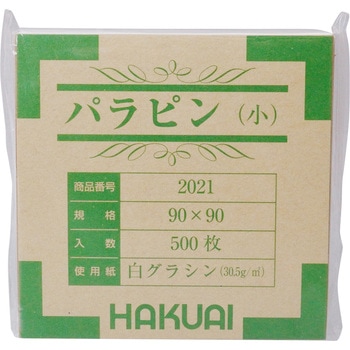 パラピン(小)
商品番号 2021
規格 90×90
入数 500枚
使用紙 白グラシン(30.5g/㎡)
HAKUAI